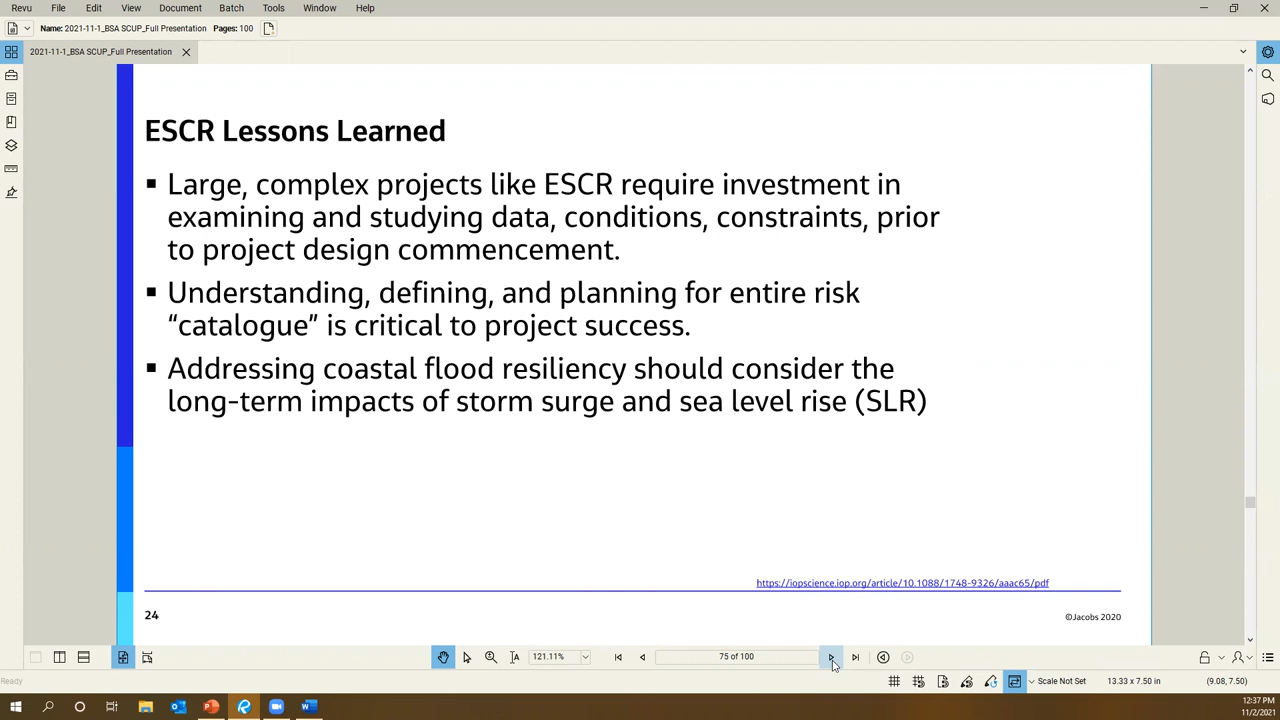 Revu File Edit View Document Batch Tools Window Help
Name: 2021-11-1_BSA SCUP_Full Presentation Pages: 100
2021-11-1_BSA SCUP_Full Presentation
ESCR Lessons Learned
▪ Large, complex projects like ESCR require investment in
examining and studying data, conditions, constraints, prior
to project design commencement.
▪ Understanding, defining, and planning for entire risk
“catalogue” is critical to project success.
▪ Addressing coastal flood resiliency should consider the
long-term impacts of storm surge and sea level rise (SLR)
https://iopscience.iop.org/article/10.1088/1748-9326/aaac65/pdf
24 ©Jacobs 2020
121.11% 75 of 100
Ready Scale Not Set 13.33 x 7.50 in (9.08, 7.50)
12:37 PM
11/2/2021